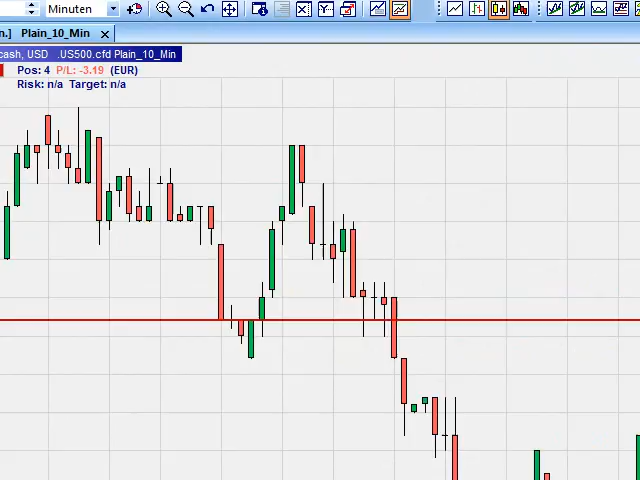 Minuten
n.] Plain_10_Min
cash, USD .US500.cfd Plain_10_Min
Pos: 4 P/L: -3.19 (EUR)
Risk: n/a Target: n/a